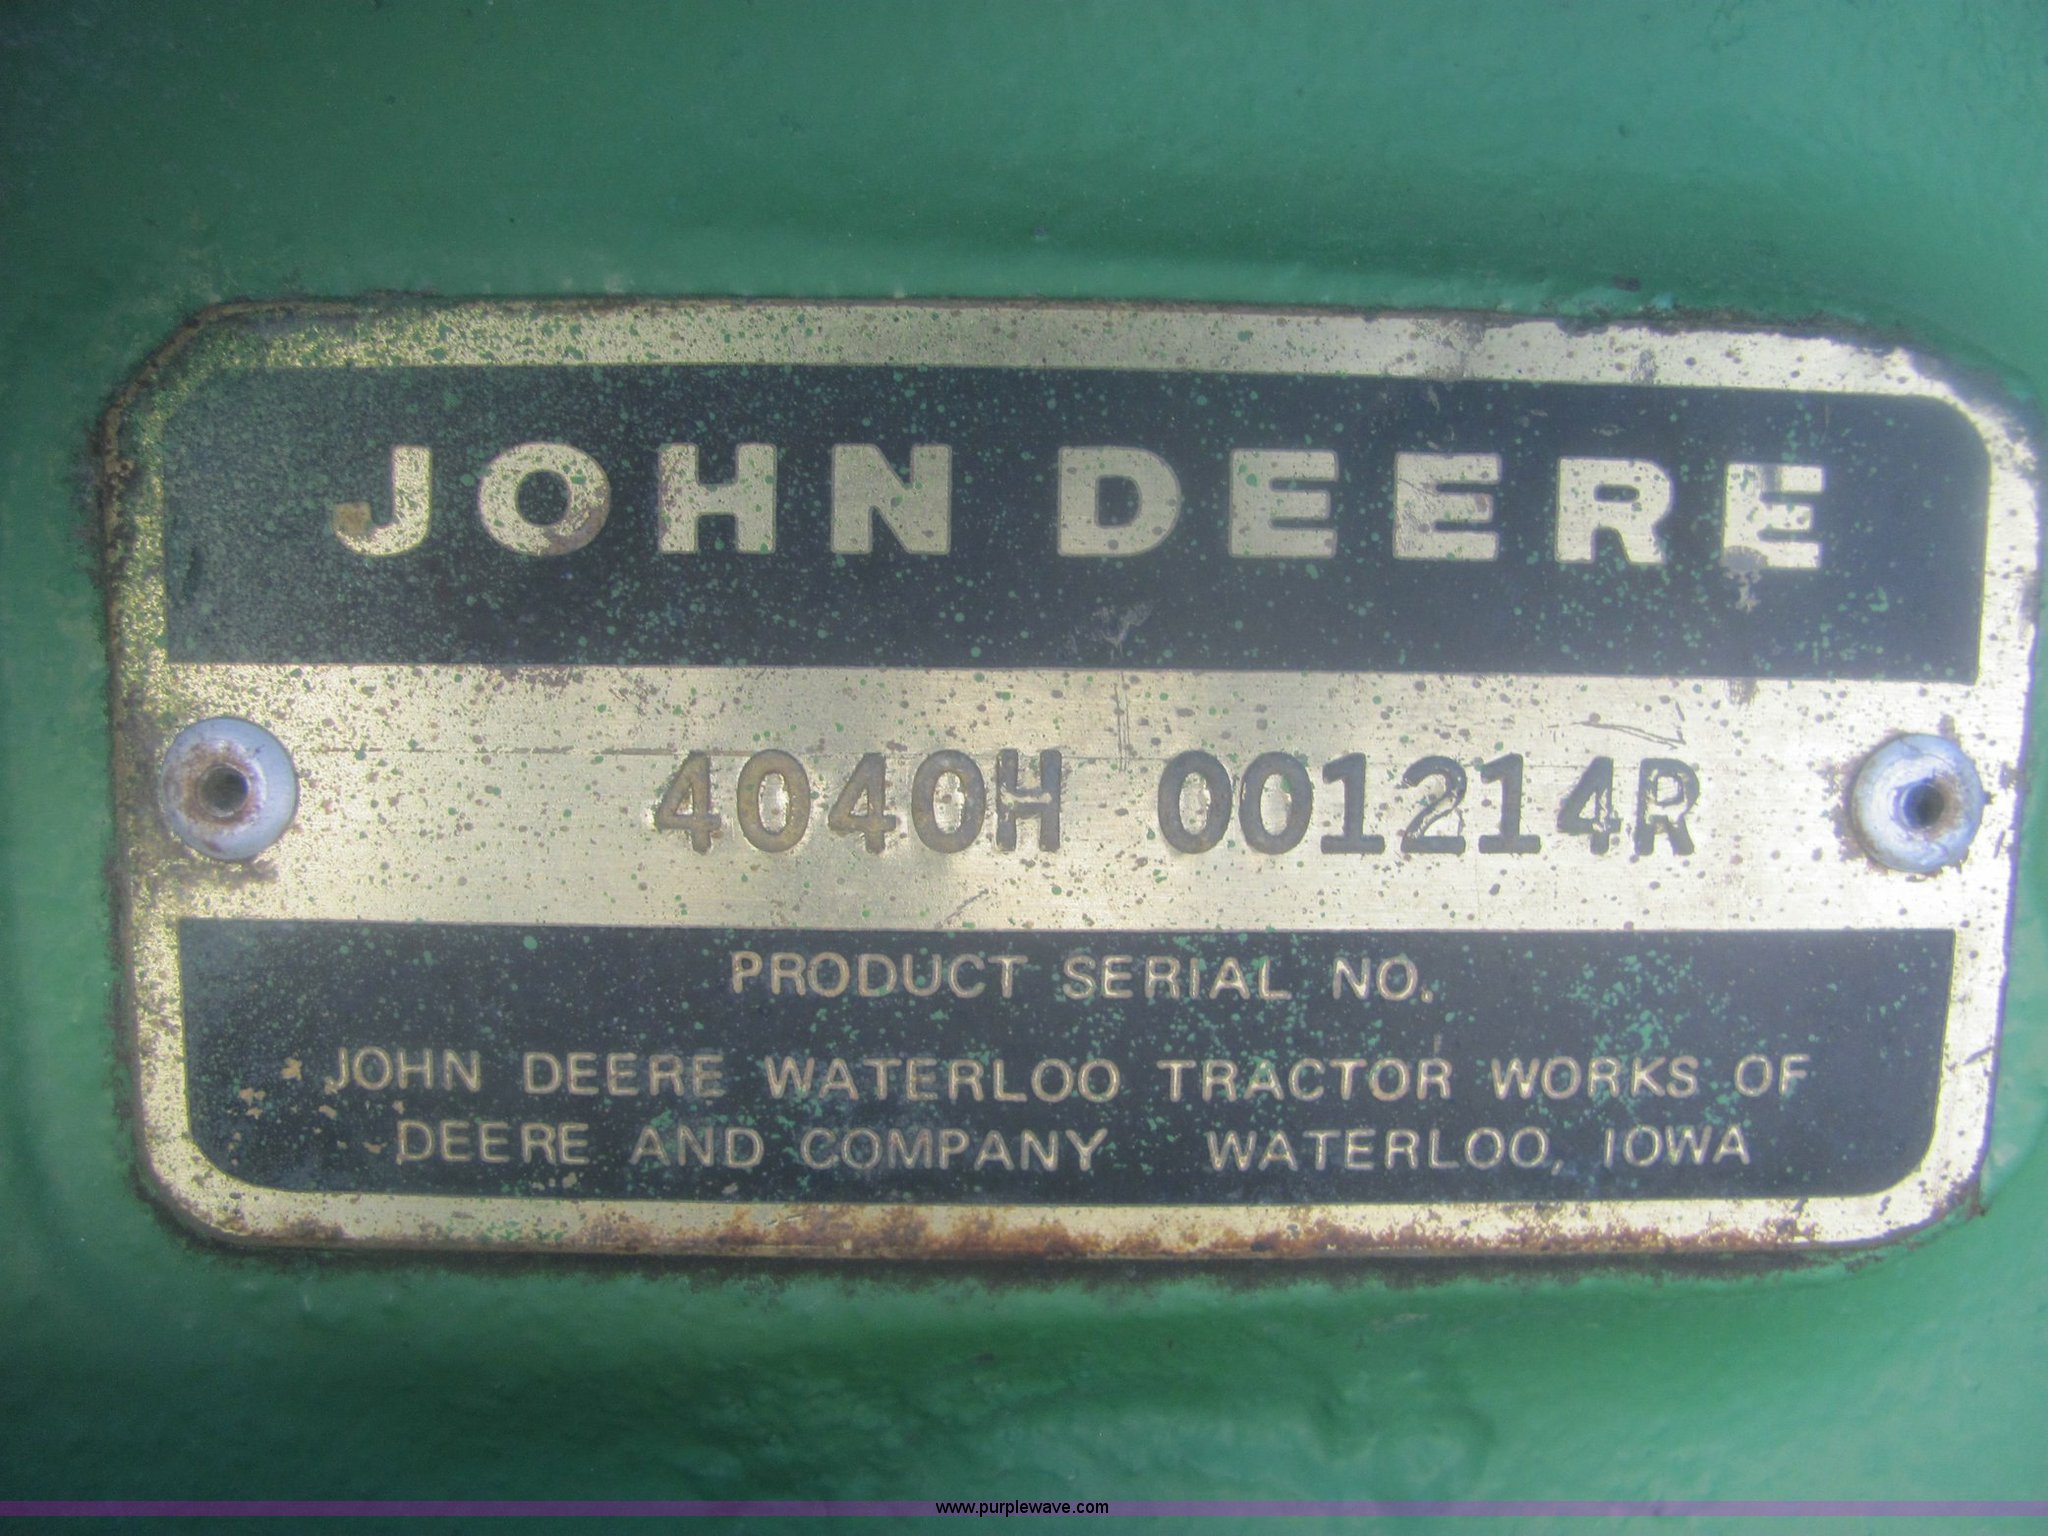 JOHN DEERE
4040H 001214R
PRODUCT SERIAL NO.
JOHN DEERE WATERLOO TRACTOR WORKS OF
DEERE AND COMPANY WATERLOO, IOWA
www.purplewave.com